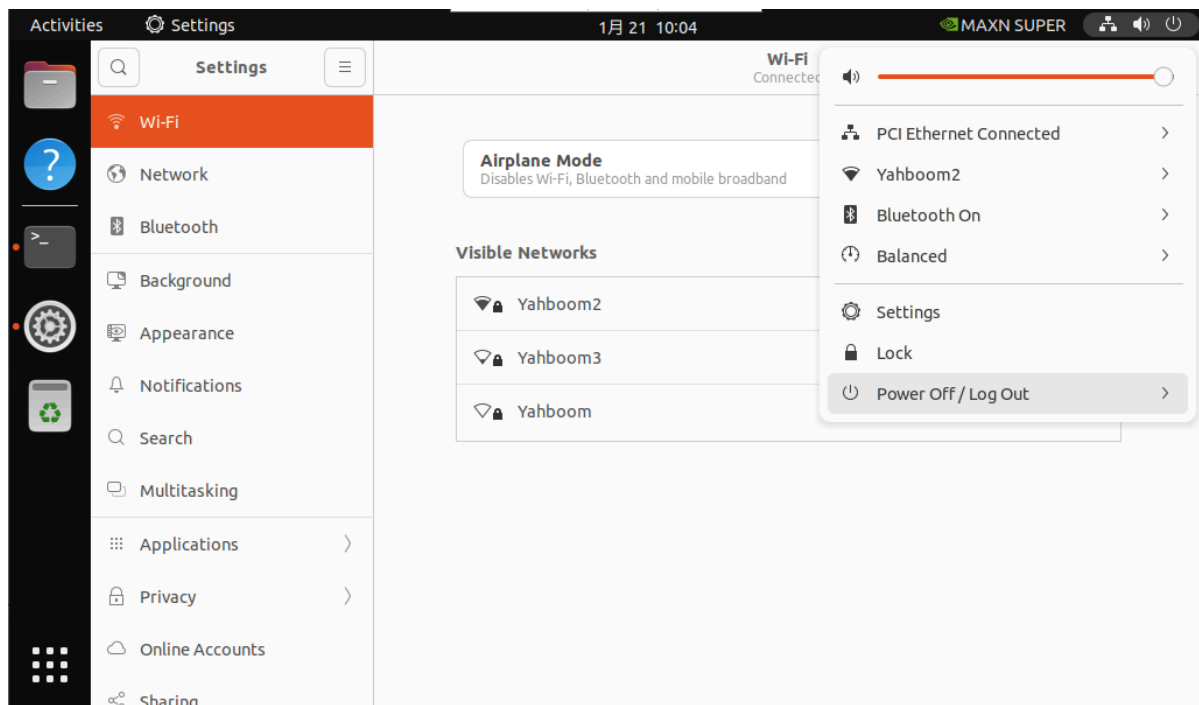 Activities
Settings
1月 21 10:04
MAXN SUPER
Settings
Wi-Fi
Connected
Wi-Fi
Network
Bluetooth
Background
Appearance
Notifications
Search
Multitasking
Applications
Privacy
Online Accounts
Sharing
Airplane Mode
Disables Wi-Fi, Bluetooth and mobile broadband
Visible Networks
Yahboom2
Yahboom3
Yahboom
PCI Ethernet Connected
Yahboom2
Bluetooth On
Balanced
Settings
Lock
Power Off / Log Out